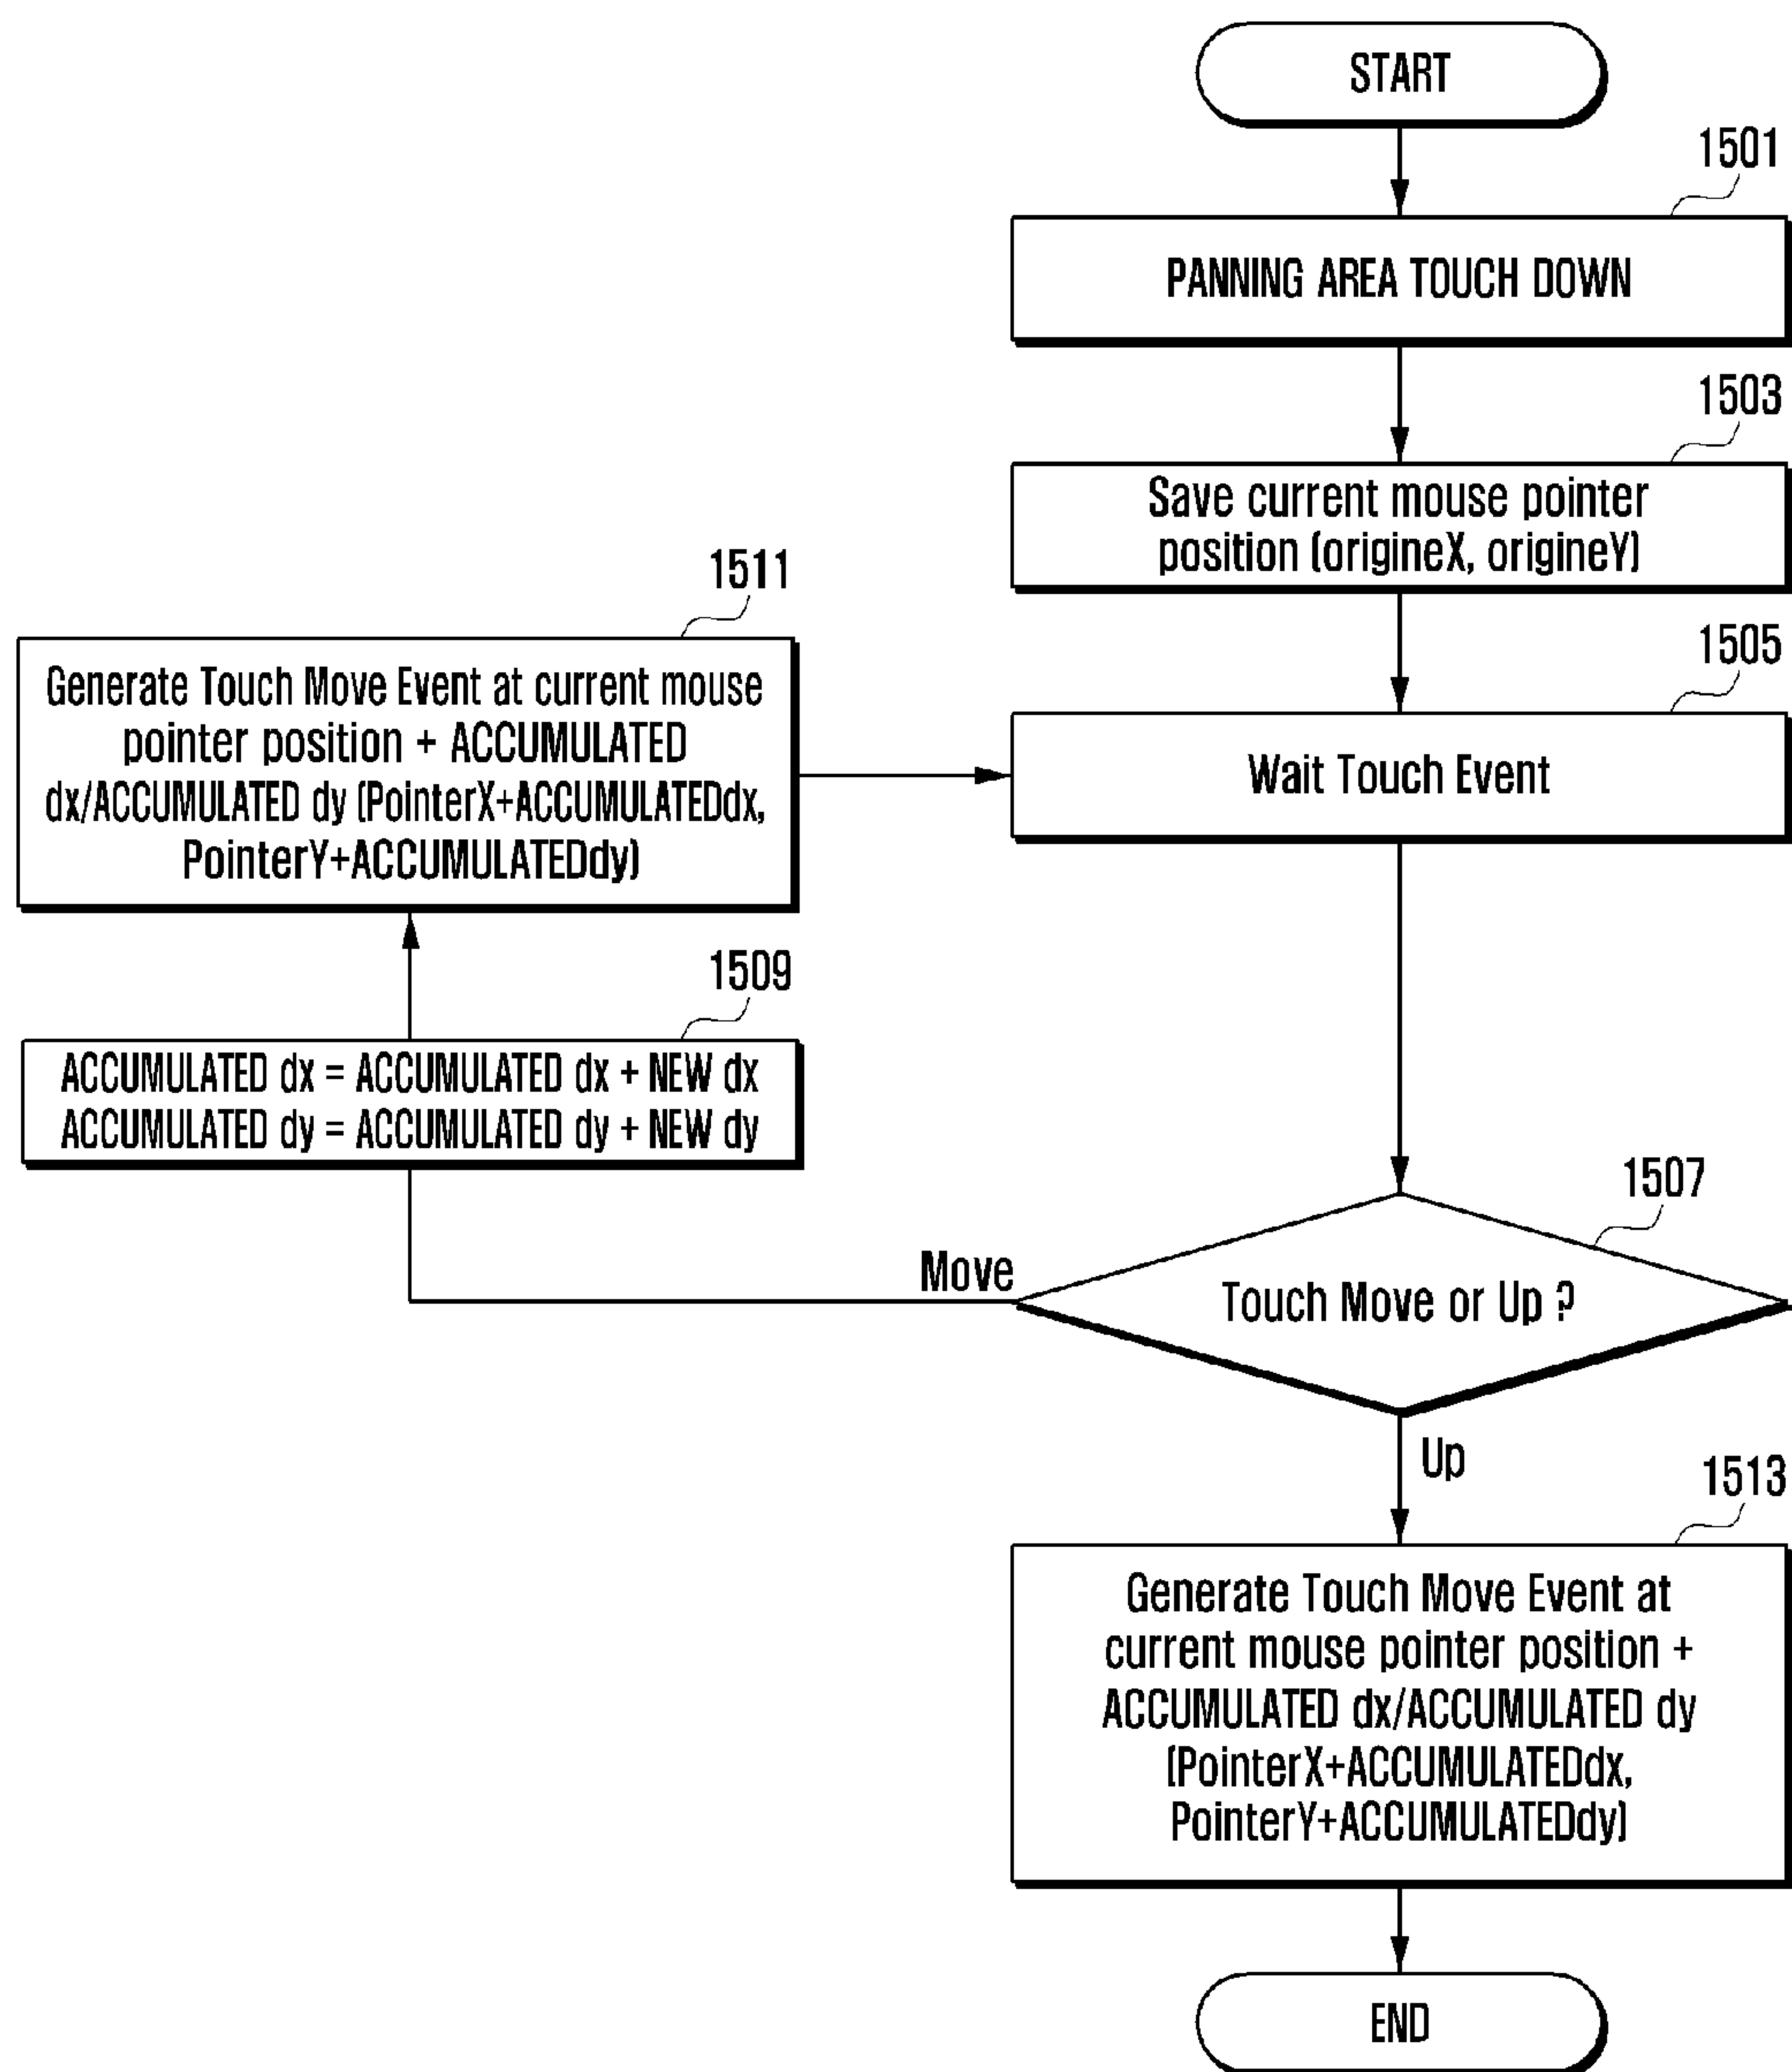 START
1501
PANNING AREA TOUCH DOWN
1503
Save current mouse pointer
position (origineX, origineY)
1505
Wait Touch Event
1511
Generate Touch Move Event at current mouse
pointer position + ACCUMULATED
dx/ACCUMULATED dy (PointerX+ACCUMULATEDdx,
PointerY+ACCUMULATEDdy)
1509
ACCUMULATED dx = ACCUMULATED dx + NEW dx
ACCUMULATED dy = ACCUMULATED dy + NEW dy
1507
Move
Touch Move or Up ?
Up
1513
Generate Touch Move Event at
current mouse pointer position +
ACCUMULATED dx/ACCUMULATED dy
(PointerX+ACCUMULATEDdx,
PointerY+ACCUMULATEDdy)
END